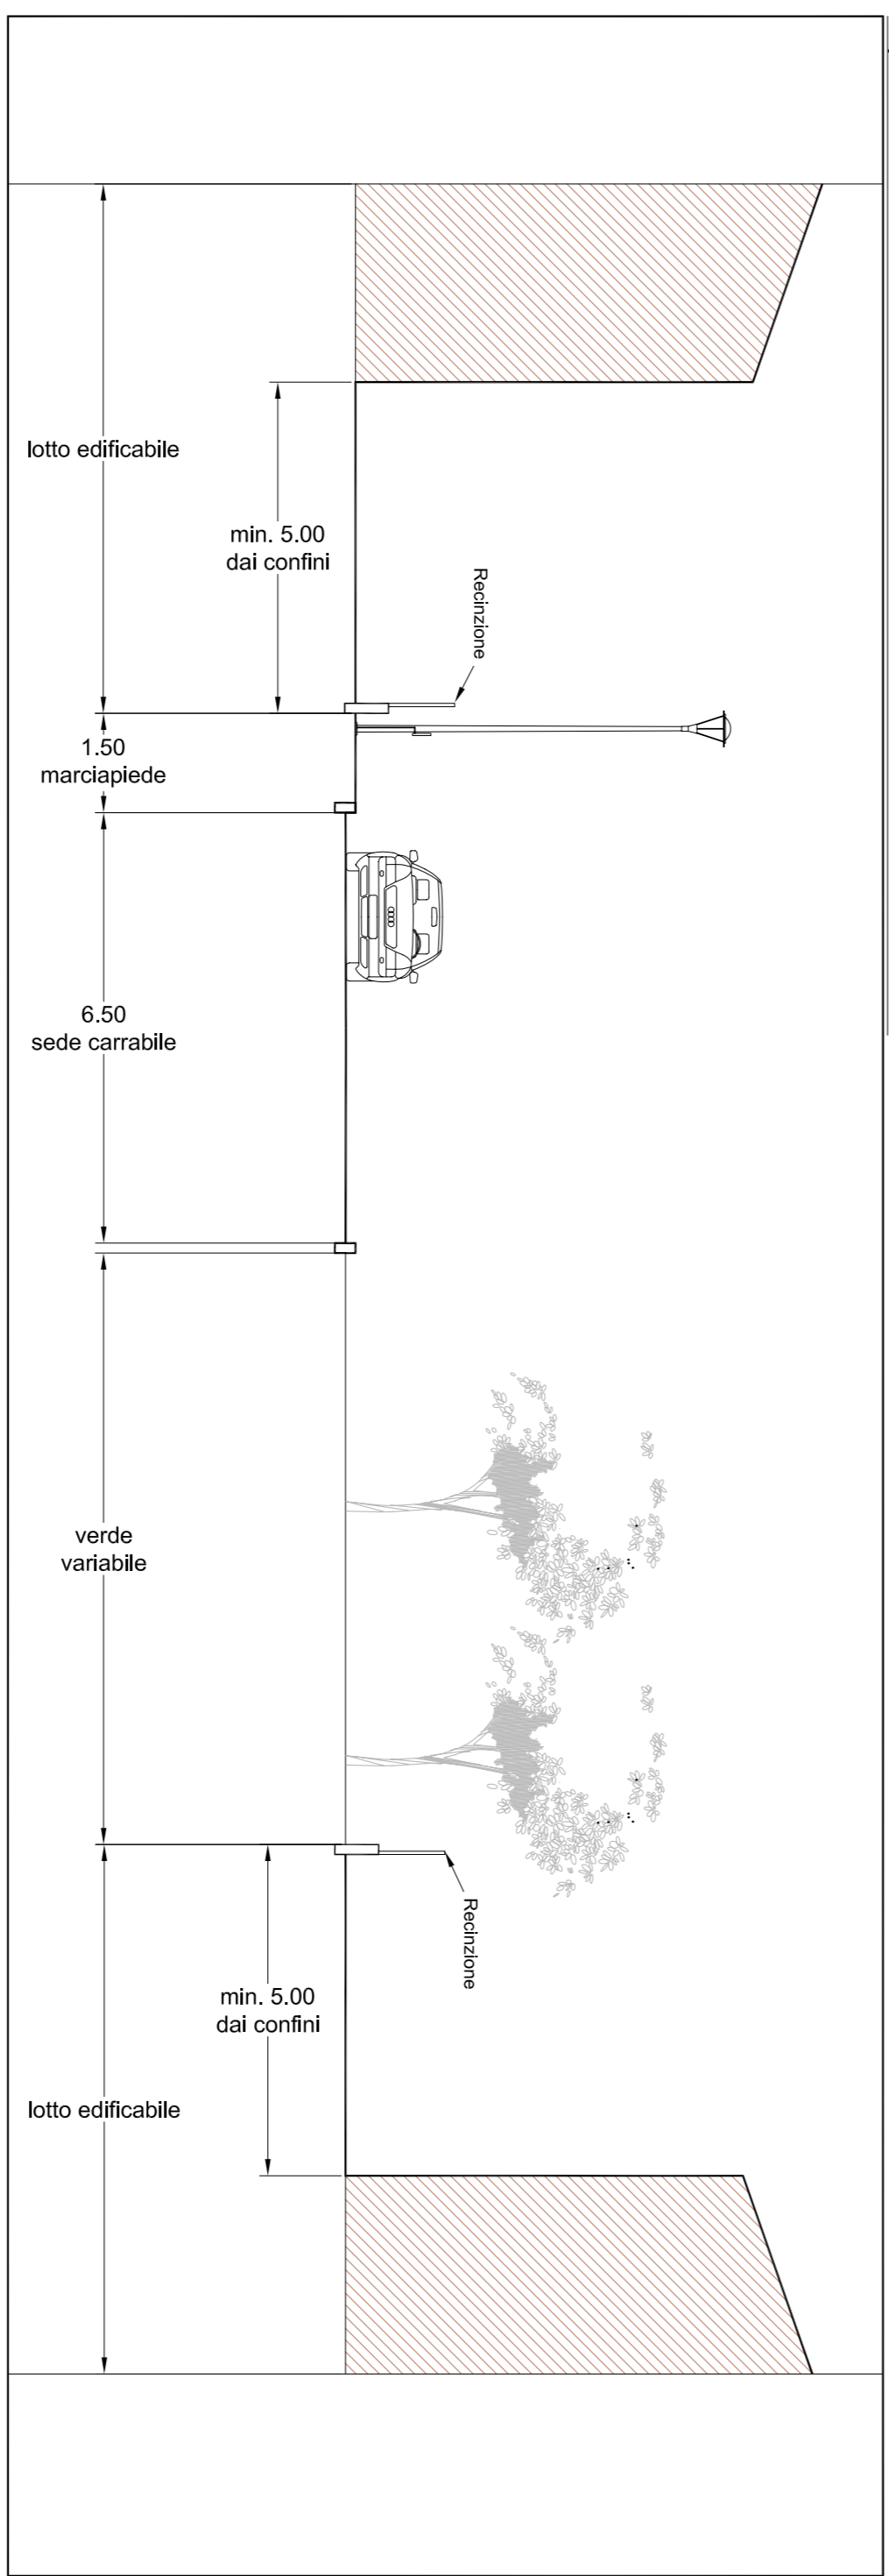 lotto edificabile
min. 5.00
dai confini
Recinzione
1.50
marciapiede
6.50
sede carrabile
verde
variabile
Recinzione
min. 5.00
dai confini
lotto edificabile